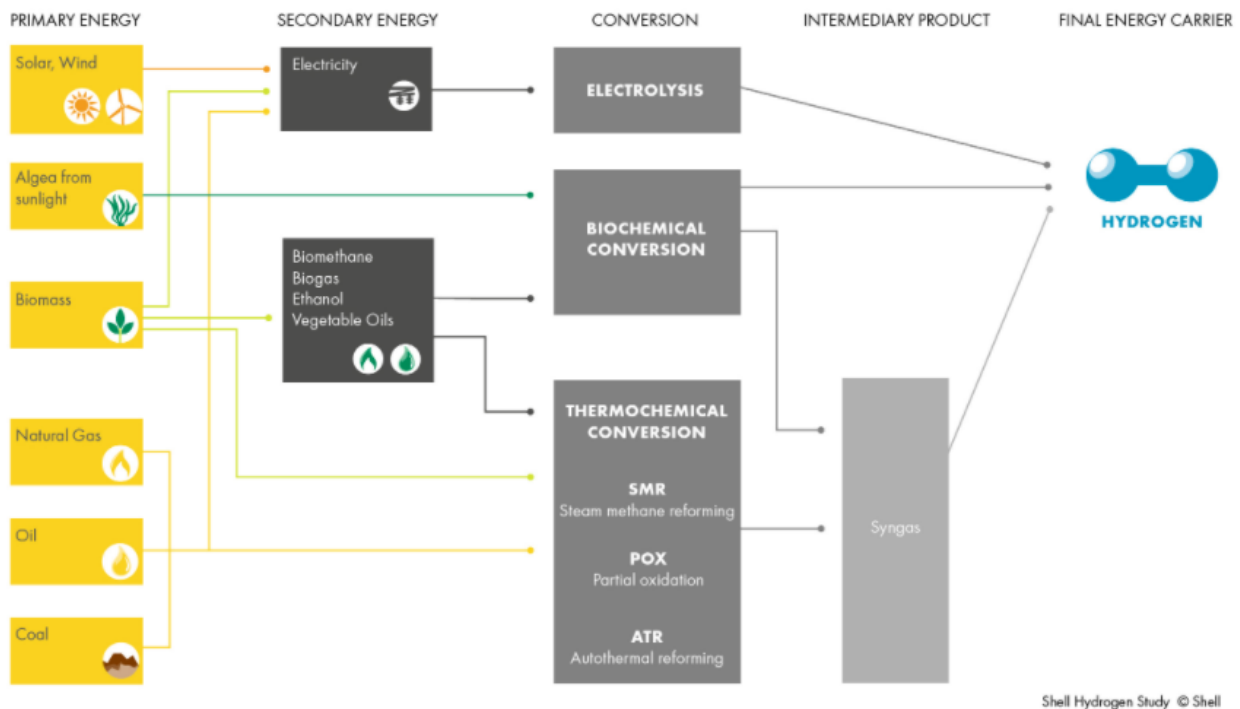 PRIMARY ENERGY
SECONDARY ENERGY
CONVERSION
INTERMEDIARY PRODUCT
FINAL ENERGY CARRIER
Solar, Wind
Electricity
ELECTROLYSIS
Algea from
sunlight
BIOCHEMICAL
CONVERSION
HYDROGEN
Biomethane
Biogas
Ethanol
Vegetable Oils
Biomass
THERMOCHEMICAL
CONVERSION
SMR
Steam methane reforming
POX
Partial oxidation
ATR
Autothermal reforming
Natural Gas
Oil
Coal
Syngas
Shell Hydrogen Study © Shell